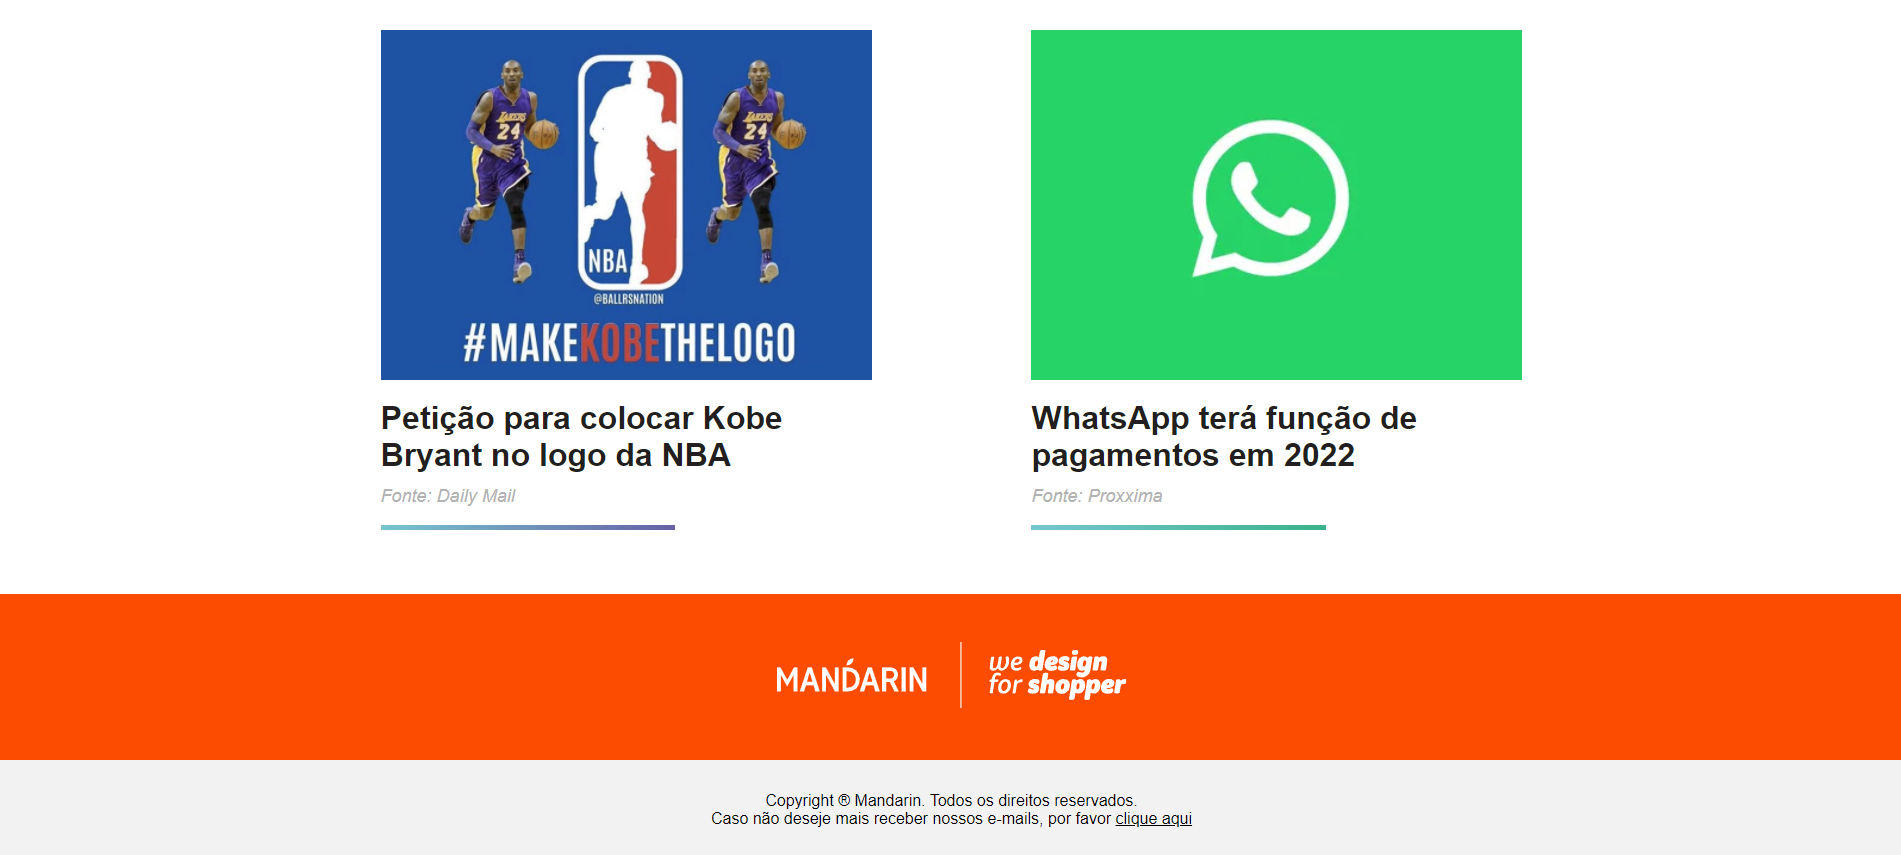 LAKERS
24
LAKERS
24
NBA
@BALLRSNATION
#MAKEKOBETHELOGO
Petição para colocar Kobe
Bryant no logo da NBA
Fonte: Daily Mail
WhatsApp terá função de
pagamentos em 2022
Fonte: Proxxima
MANDARIN
we design
for shopper
Copyright ® Mandarin. Todos os direitos reservados.
Caso não deseje mais receber nossos e-mails, por favor clique aqui